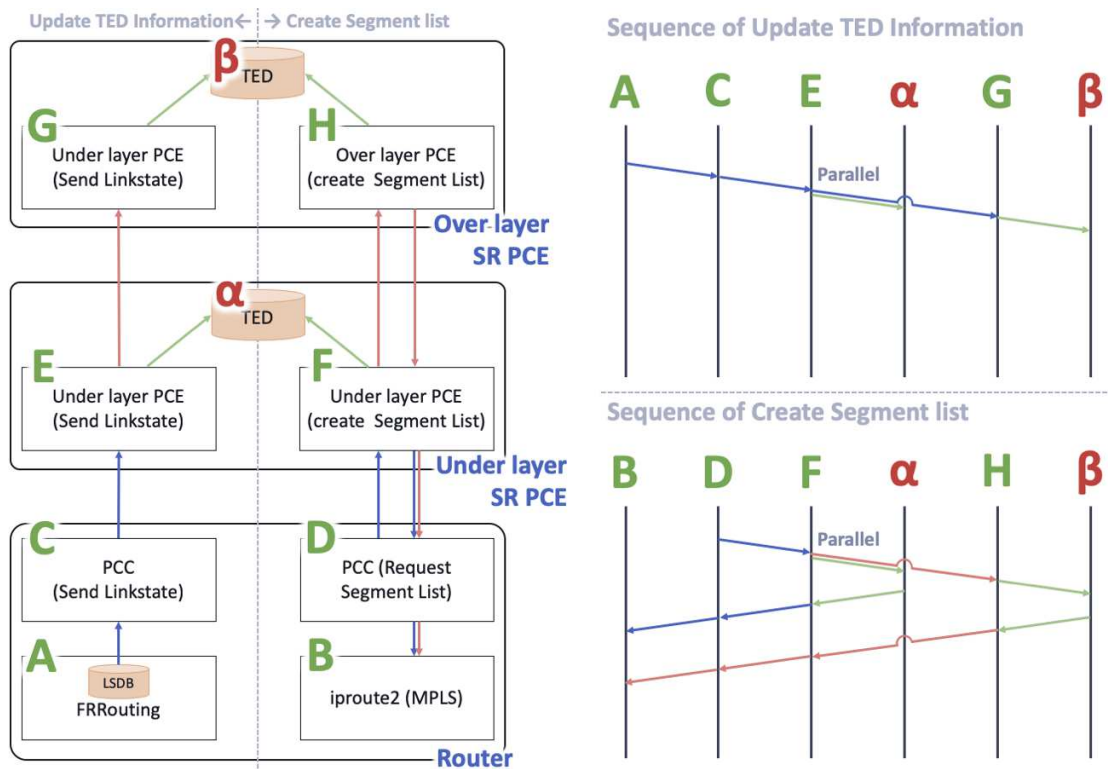 Update TED Information← → Create Segment list
β
TED
G
Under layer PCE
(Send Linkstate)
H
Over layer PCE
(create Segment List)
Over layer
SR PCE
α
TED
E
Under layer PCE
(Send Linkstate)
F
Under layer PCE
(create Segment List)
Under layer
SR PCE
C
PCC
(Send Linkstate)
D
PCC (Request
Segment List)
A
LSDB
FRRouting
B
iproute2 (MPLS)
Router
Sequence of Update TED Information
A C E α G β
Parallel
Sequence of Create Segment list
B D F α H β
Parallel